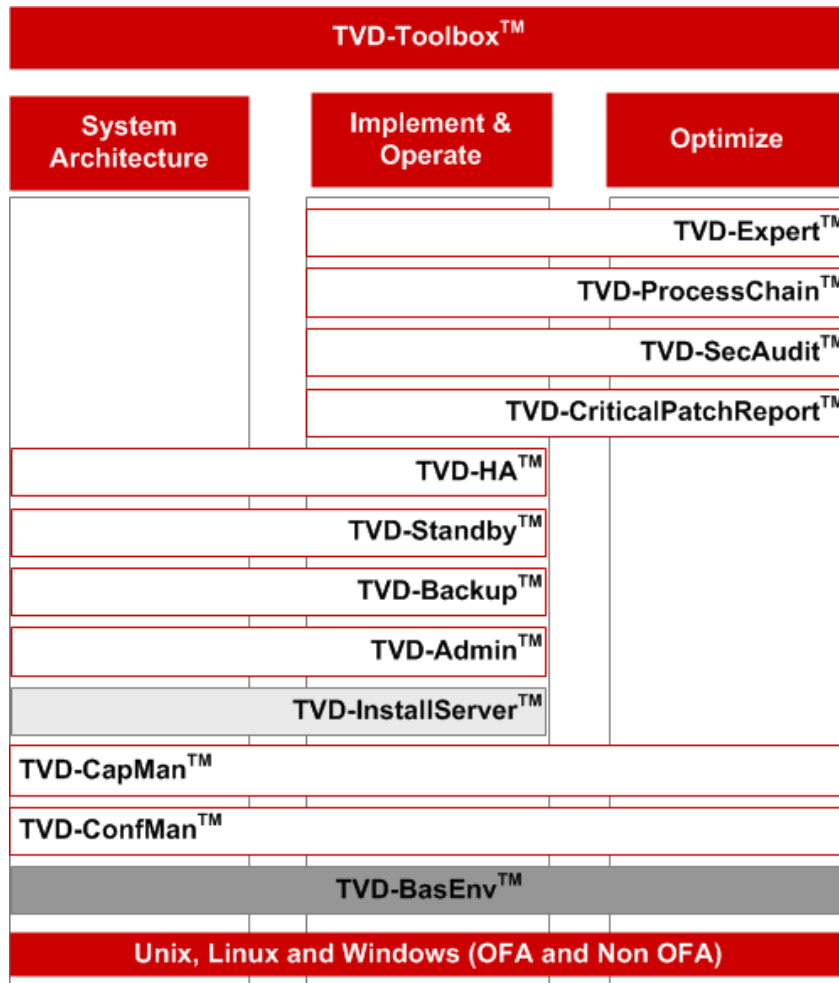 TVD-Toolbox™
System
Architecture
Implement &
Operate
Optimize
TVD-Expert™
TVD-ProcessChain™
TVD-SecAudit™
TVD-CriticalPatchReport™
TVD-HA™
TVD-Standby™
TVD-Backup™
TVD-Admin™
TVD-InstallServer™
TVD-CapMan™
TVD-ConfMan™
TVD-BasEnv™
Unix, Linux and Windows (OFA and Non OFA)